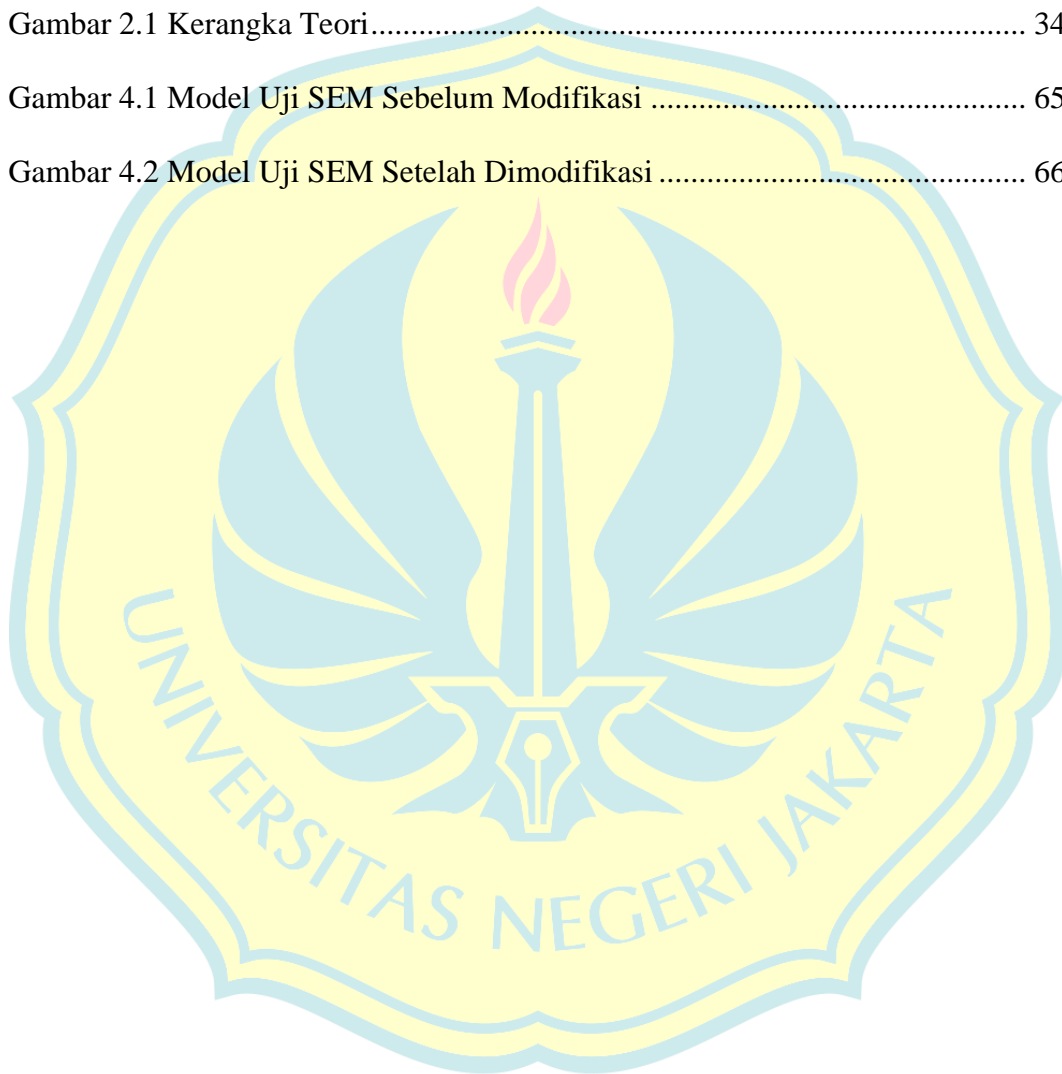 Gambar 2.1 Kerangka Teori.................................................................................. 34
Gambar 4.1 Model Uji SEM Sebelum Modifikasi ............................................... 65
Gambar 4.2 Model Uji SEM Setelah Dimodifikasi .............................................. 66
UNIVERSITAS NEGERI JAKARTA